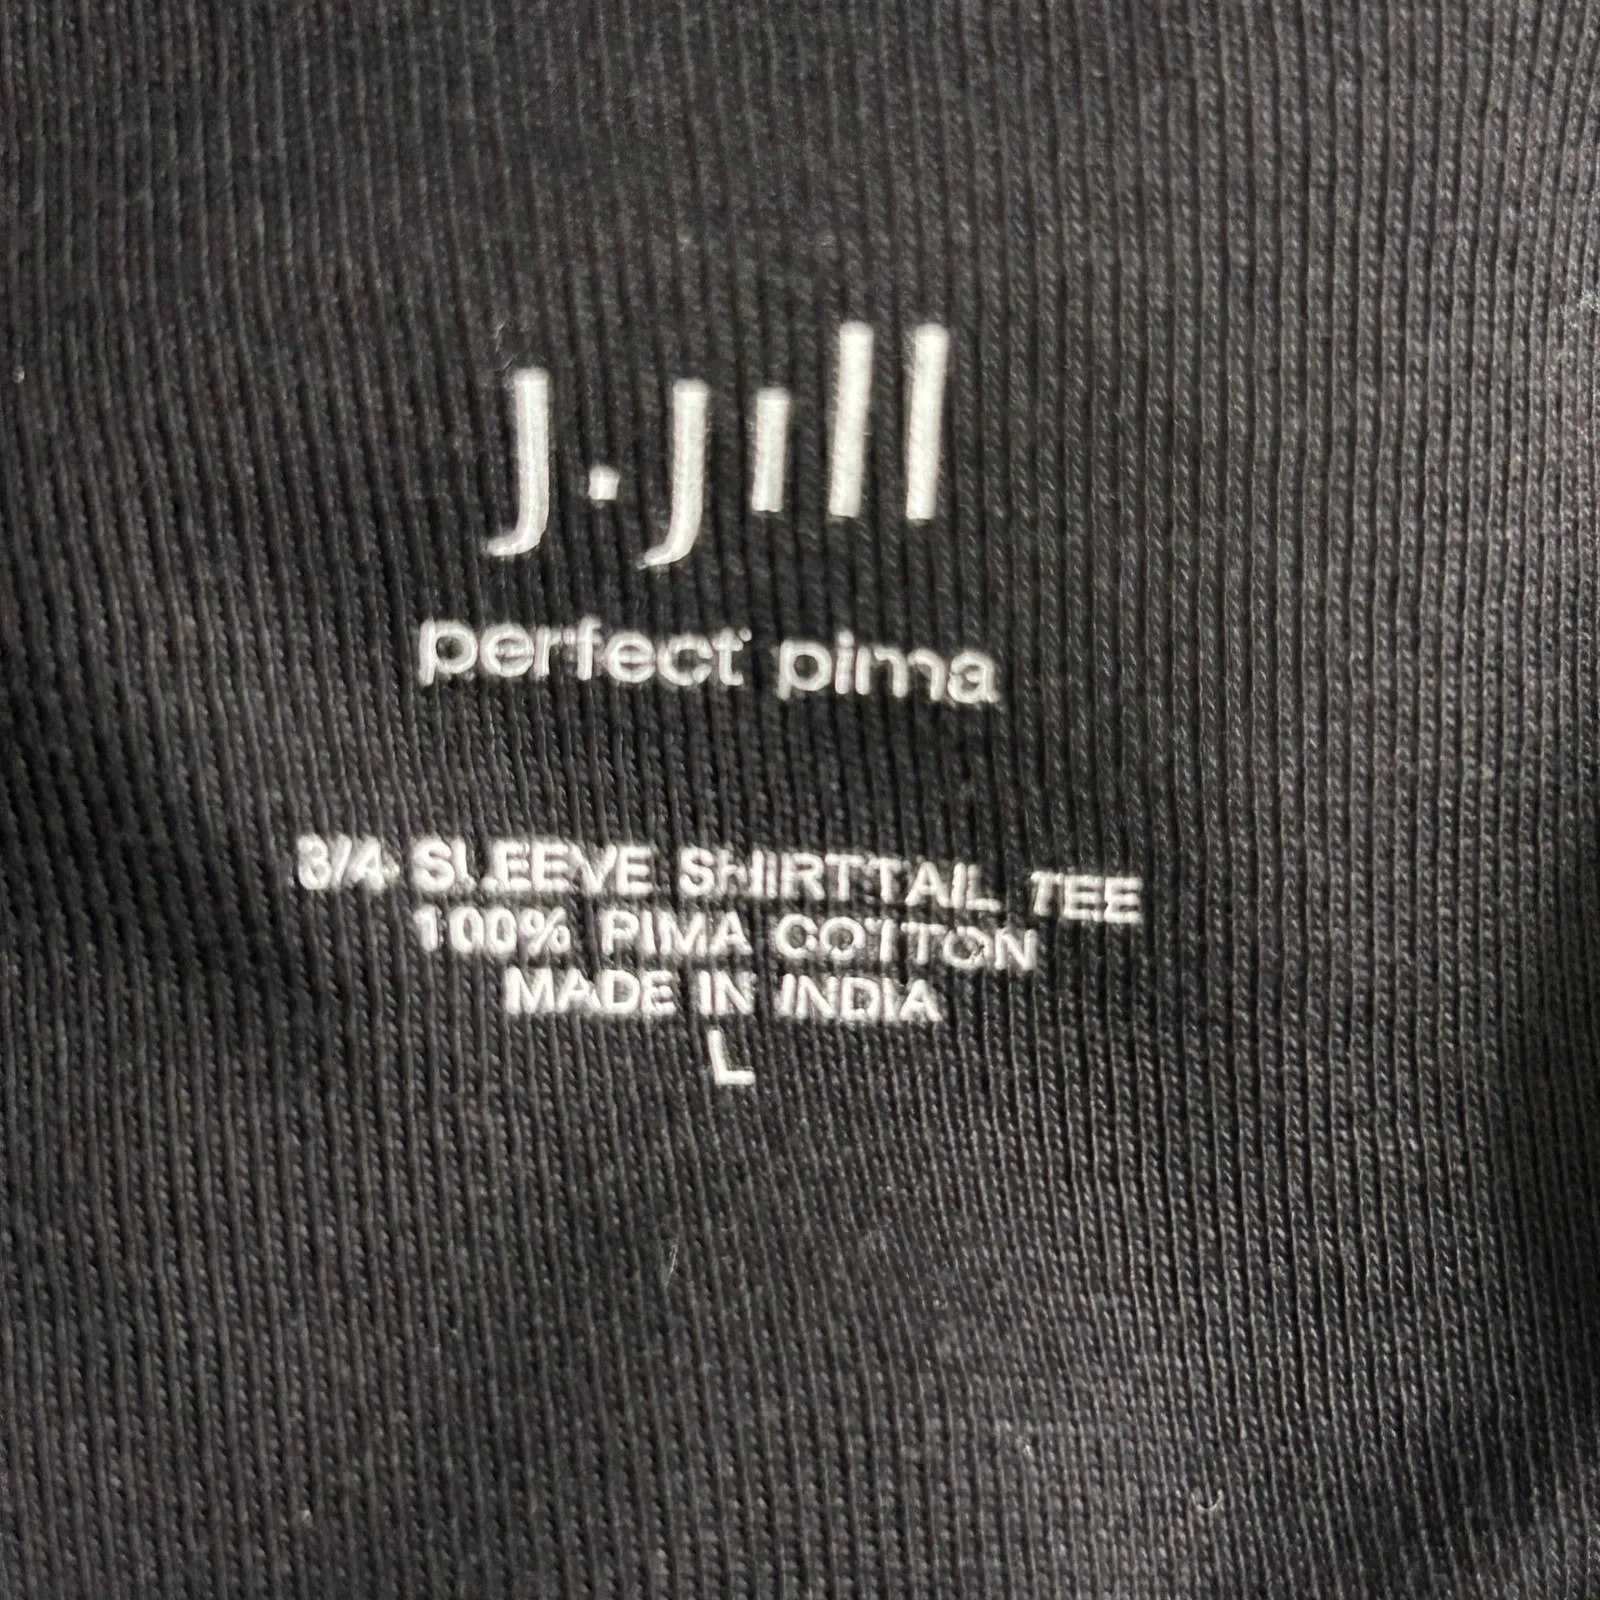 J.Jill
perfect pima
3/4 SLEEVE SHIRTTAIL TEE
100% PIMA COTTON
MADE IN INDIA
L